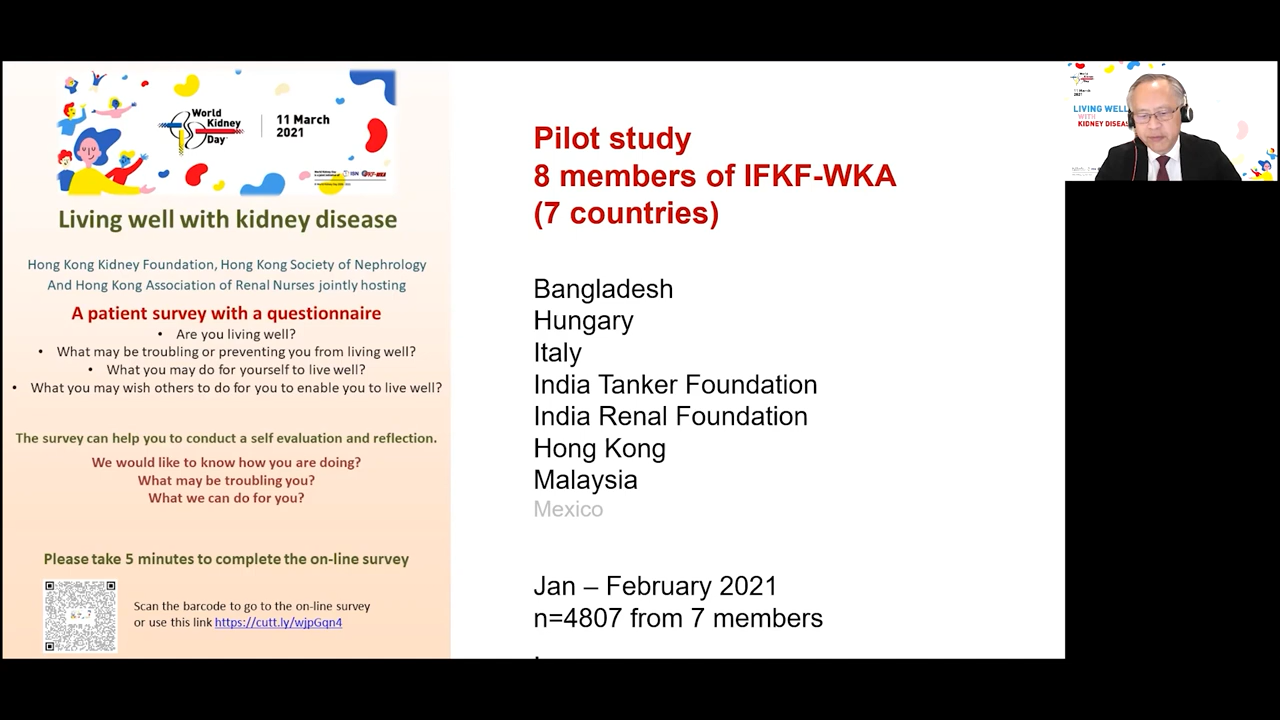 World
Kidney
Day
11 March
2021
Living well with kidney disease
Hong Kong Kidney Foundation, Hong Kong Society of Nephrology
And Hong Kong Association of Renal Nurses jointly hosting
A patient survey with a questionnaire
• Are you living well?
• What may be troubling or preventing you from living well?
• What you may do for yourself to live well?
• What you may wish others to do for you to enable you to live well?
The survey can help you to conduct a self evaluation and reflection.
We would like to know how you are doing?
What may be troubling you?
What we can do for you?
Please take 5 minutes to complete the on-line survey
Scan the barcode to go to the on-line survey
or use this link https://cutt.ly/wjpGqn4
Pilot study
8 members of IFKF-WKA
(7 countries)
Bangladesh
Hungary
Italy
India Tanker Foundation
India Renal Foundation
Hong Kong
Malaysia
Mexico
Jan – February 2021
n=4807 from 7 members
11 March
2021
LIVING WELL
WITH
KIDNEY